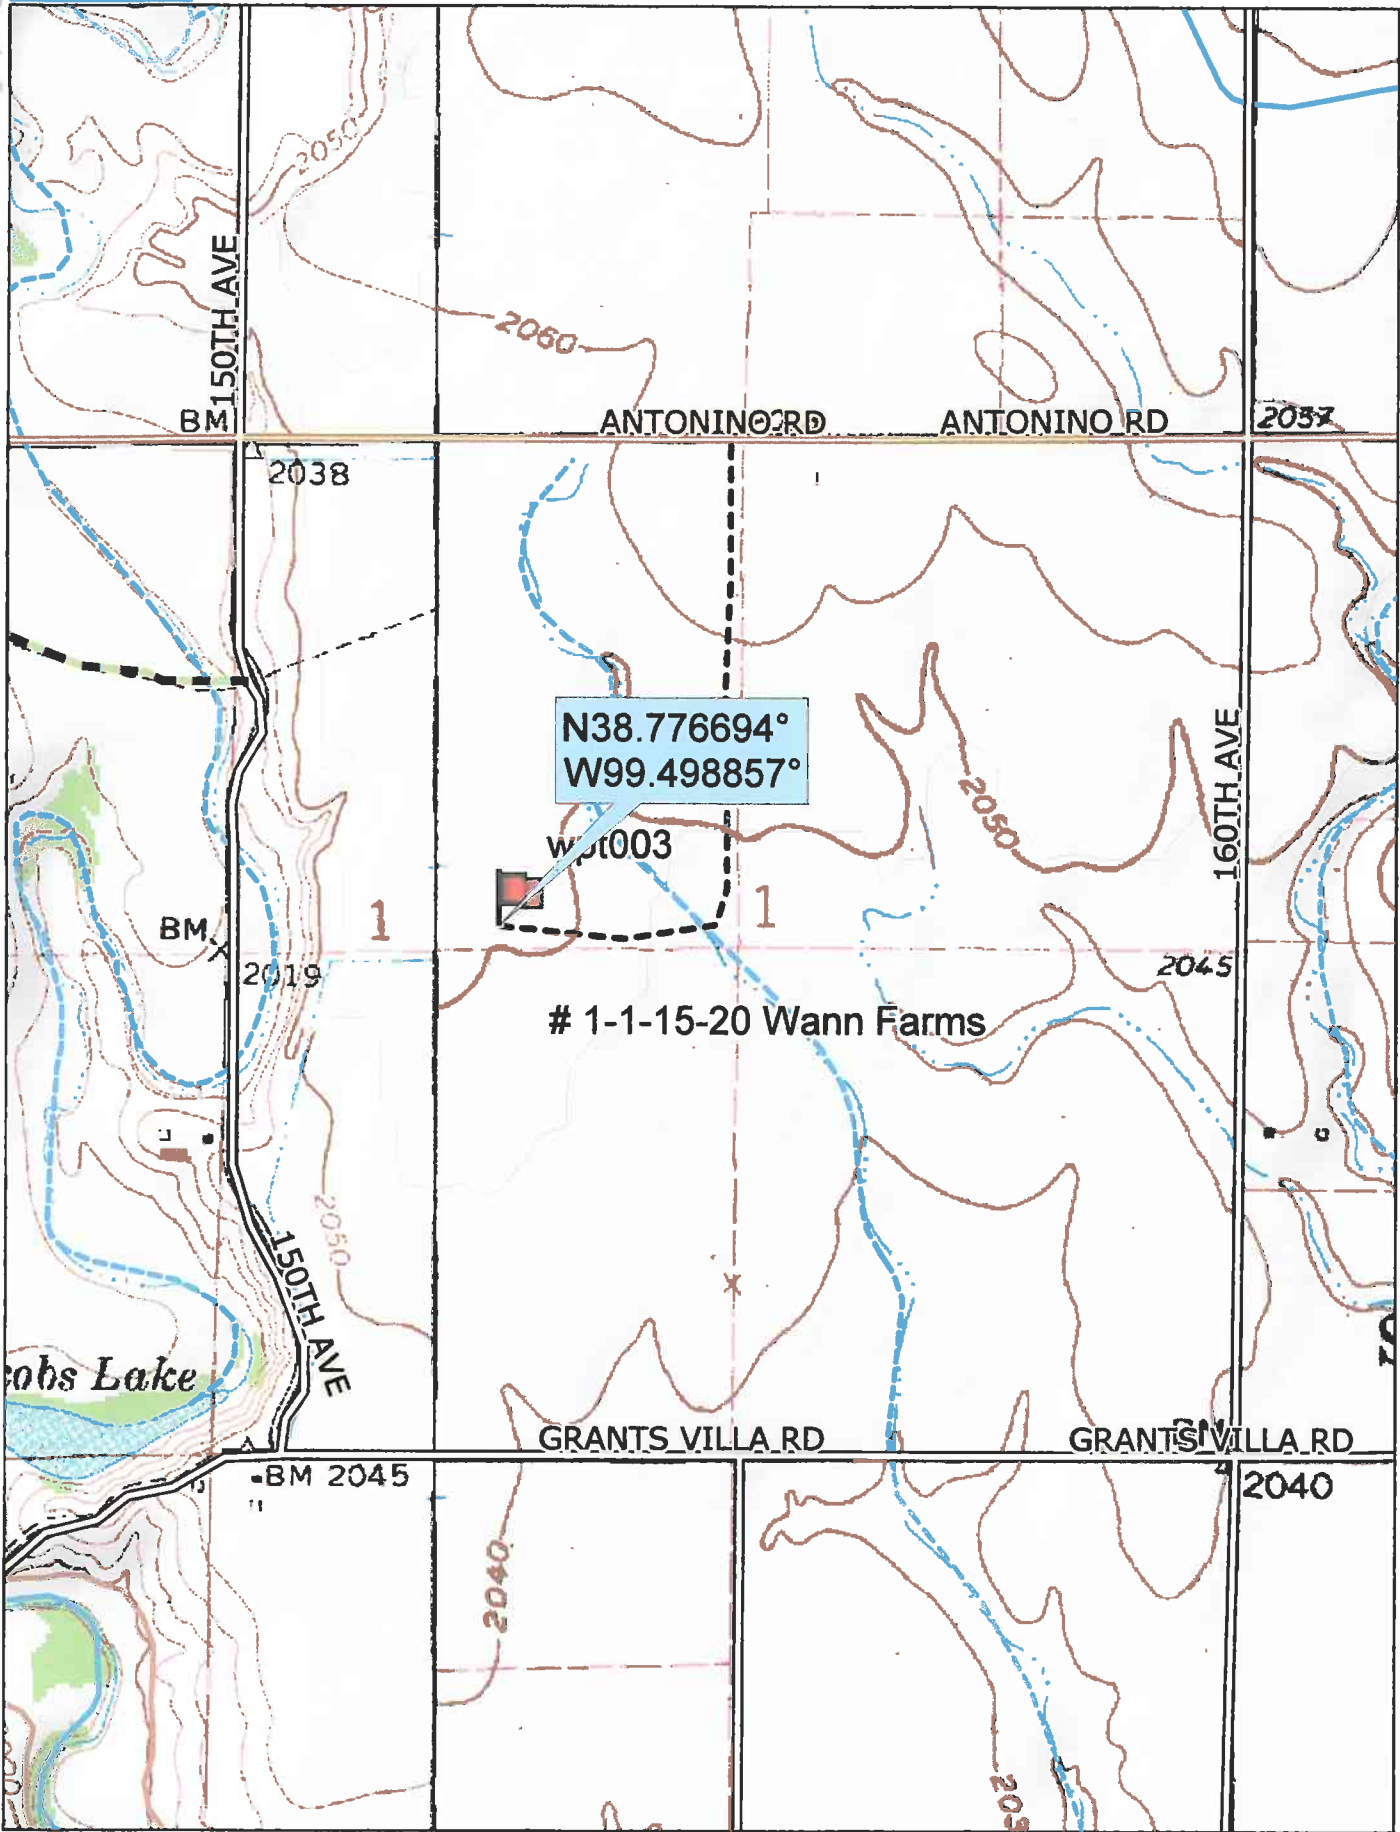 2050
150TH AVE
2060
BM
ANTONINO RD
ANTONINO RD
2038
N38.776694°
W99.498857°
2050
160TH AVE
wpt003
1
1
BM
2019
2045
# 1-1-15-20 Wann Farms
2050
150TH AVE
obs Lake
GRANTS VILLA RD
GRANTS VILLA RD
BM 2045
2040
2040
203